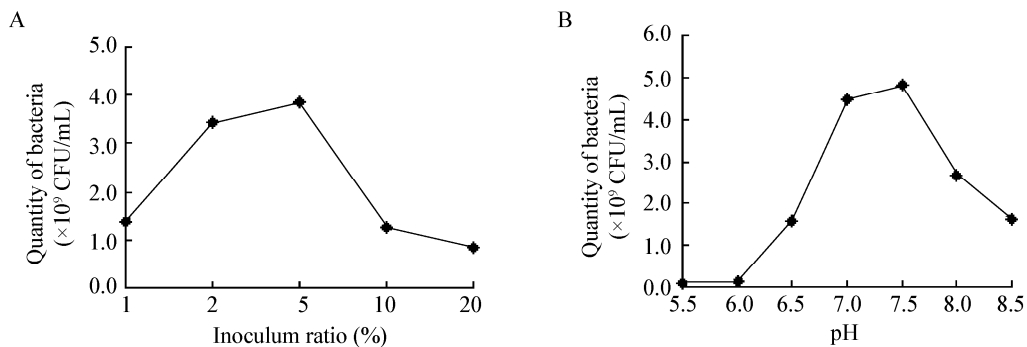 A
Quantity of bacteria
(×10⁹ CFU/mL)
5.0
4.0
3.0
2.0
1.0
0.0
1 2 5 10 20
Inoculum ratio (%)
B
Quantity of bacteria
(×10⁹ CFU/mL)
6.0
5.0
4.0
3.0
2.0
1.0
0.0
5.5 6.0 6.5 7.0 7.5 8.0 8.5
pH